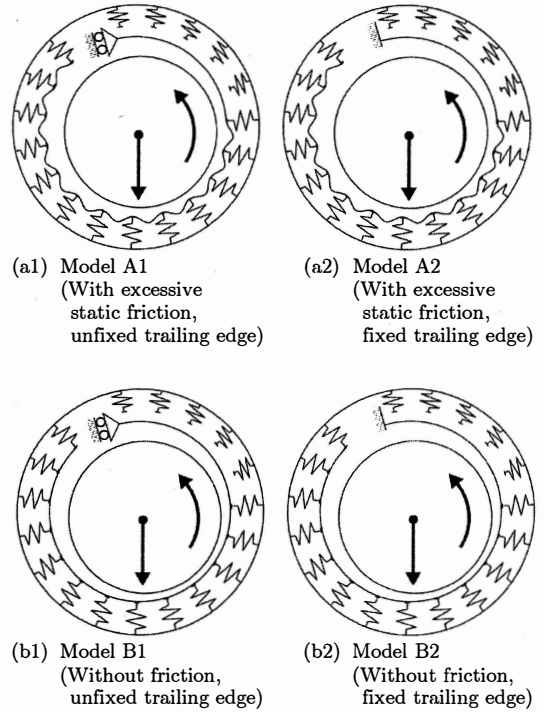 (a1) Model A1
(With excessive
static friction,
unfixed trailing edge)
(a2) Model A2
(With excessive
static friction,
fixed trailing edge)
(b1) Model B1
(Without friction,
unfixed trailing edge)
(b2) Model B2
(Without friction,
fixed trailing edge)